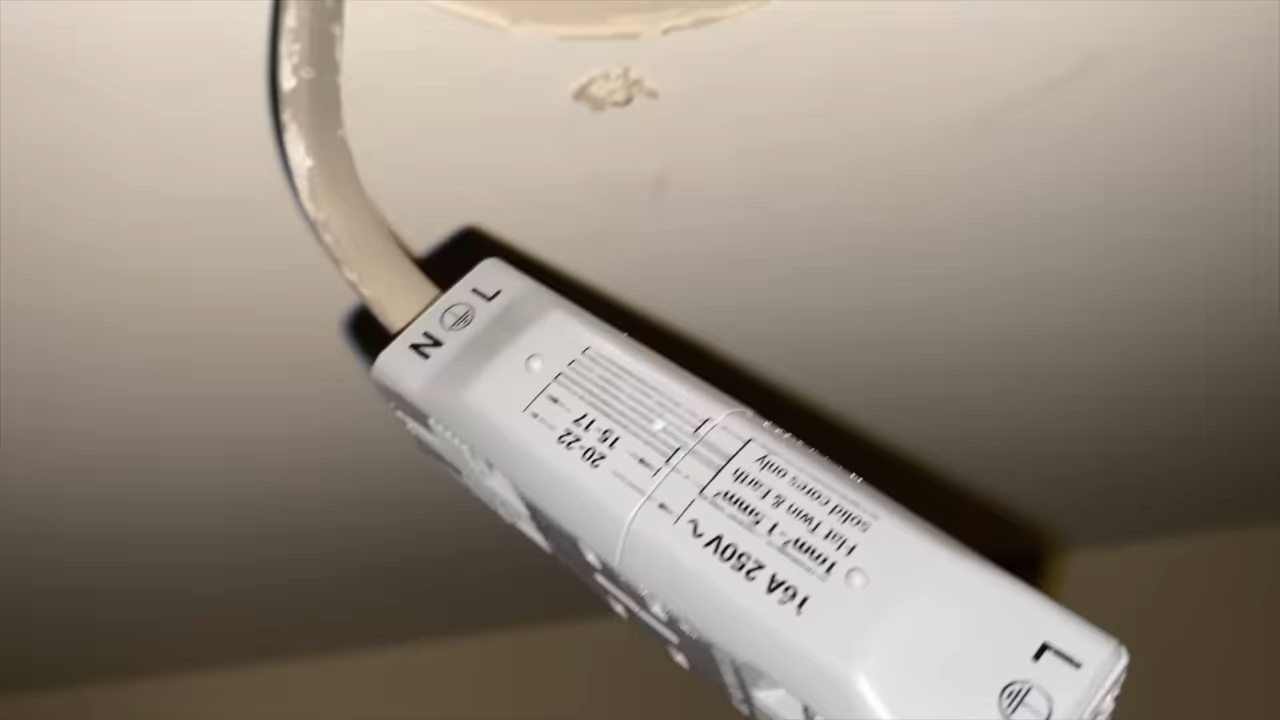 N L
20-22
15-17
16A 250V ~
1mm²-1.5mm²
Flat Twin & Earth
solid cores only
L